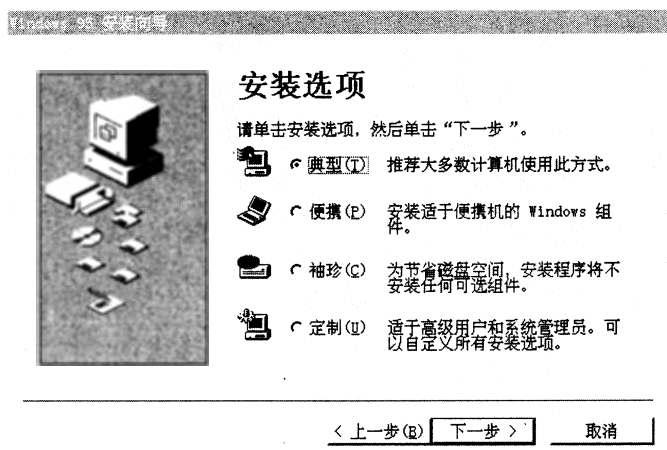 Windows 95 安装向导
安装选项
请单击安装选项，然后单击“下一步”。
典型(T) 推荐大多数计算机使用此方式。
便携(P) 安装适于便携机的 Windows 组
件。
袖珍(C) 为节省磁盘空间，安装程序将不
安装任何可选组件。
定制(U) 适于高级用户和系统管理员。可
以自定义所有安装选项。
< 上一步(B) 下一步 > 取消